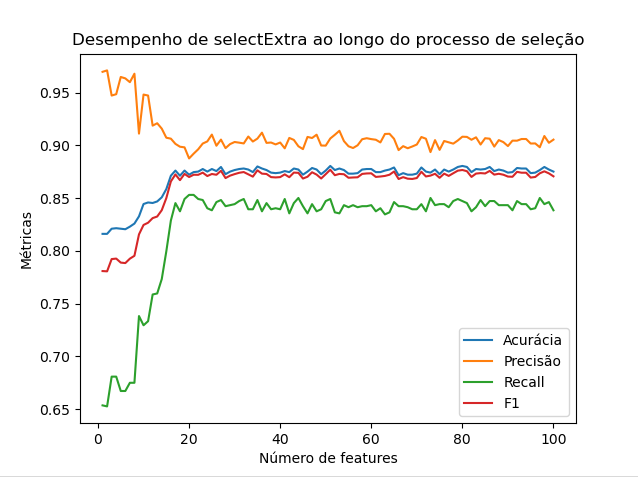 Desempenho de selectExtra ao longo do processo de seleção
Métricas
0.95
0.90
0.85
0.80
0.75
0.70
0.65
Acurácia
Precisão
Recall
F1
0 20 40 60 80 100
Número de features